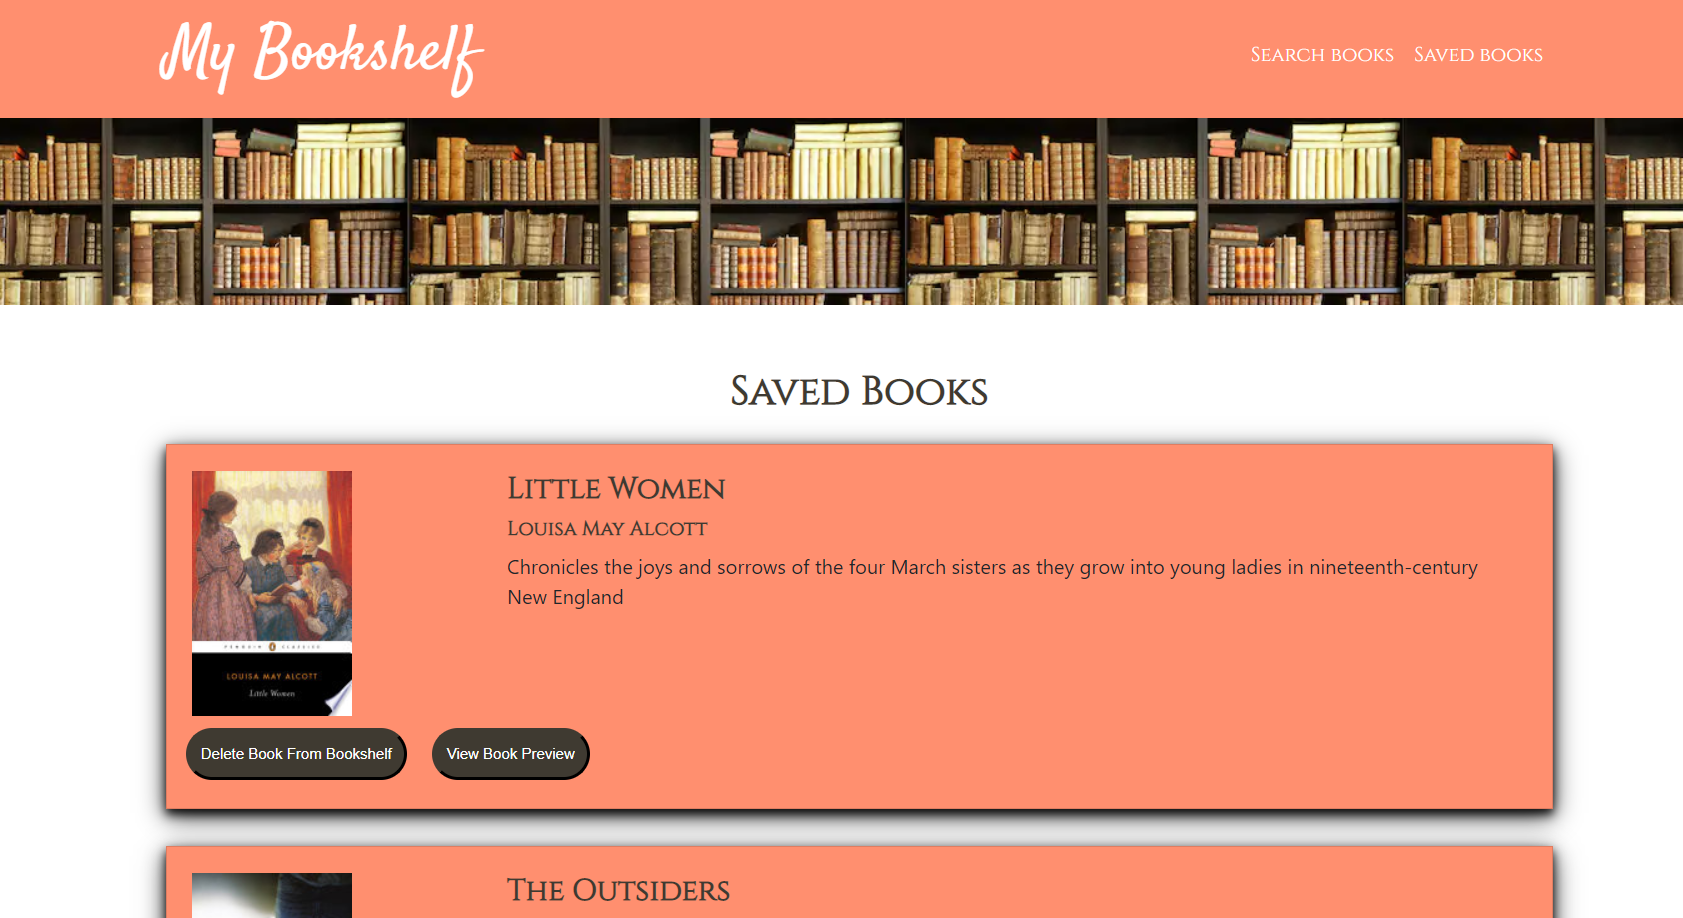 My Bookshelf
Search books
Saved books
Saved Books
Little Women
Louisa May Alcott
Chronicles the joys and sorrows of the four March sisters as they grow into young ladies in nineteenth-century
New England
PENGUIN CLASSICS
LOUISA MAY ALCOTT
Little Women
Delete Book From Bookshelf
View Book Preview
The Outsiders